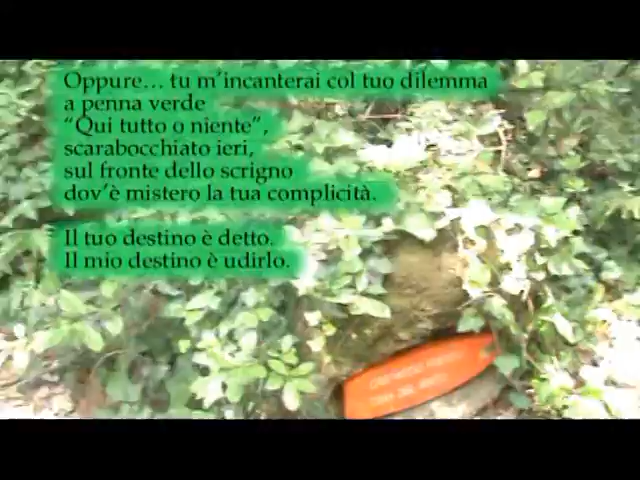 Oppure... tu m'incanterai col tuo dilemma
a penna verde
“Qui tutto o niente”,
scarabocchiato ieri,
sul fronte dello scrigno
dov'è mistero la tua complicità.
Il tuo destino è detto.
Il mio destino è udirlo.